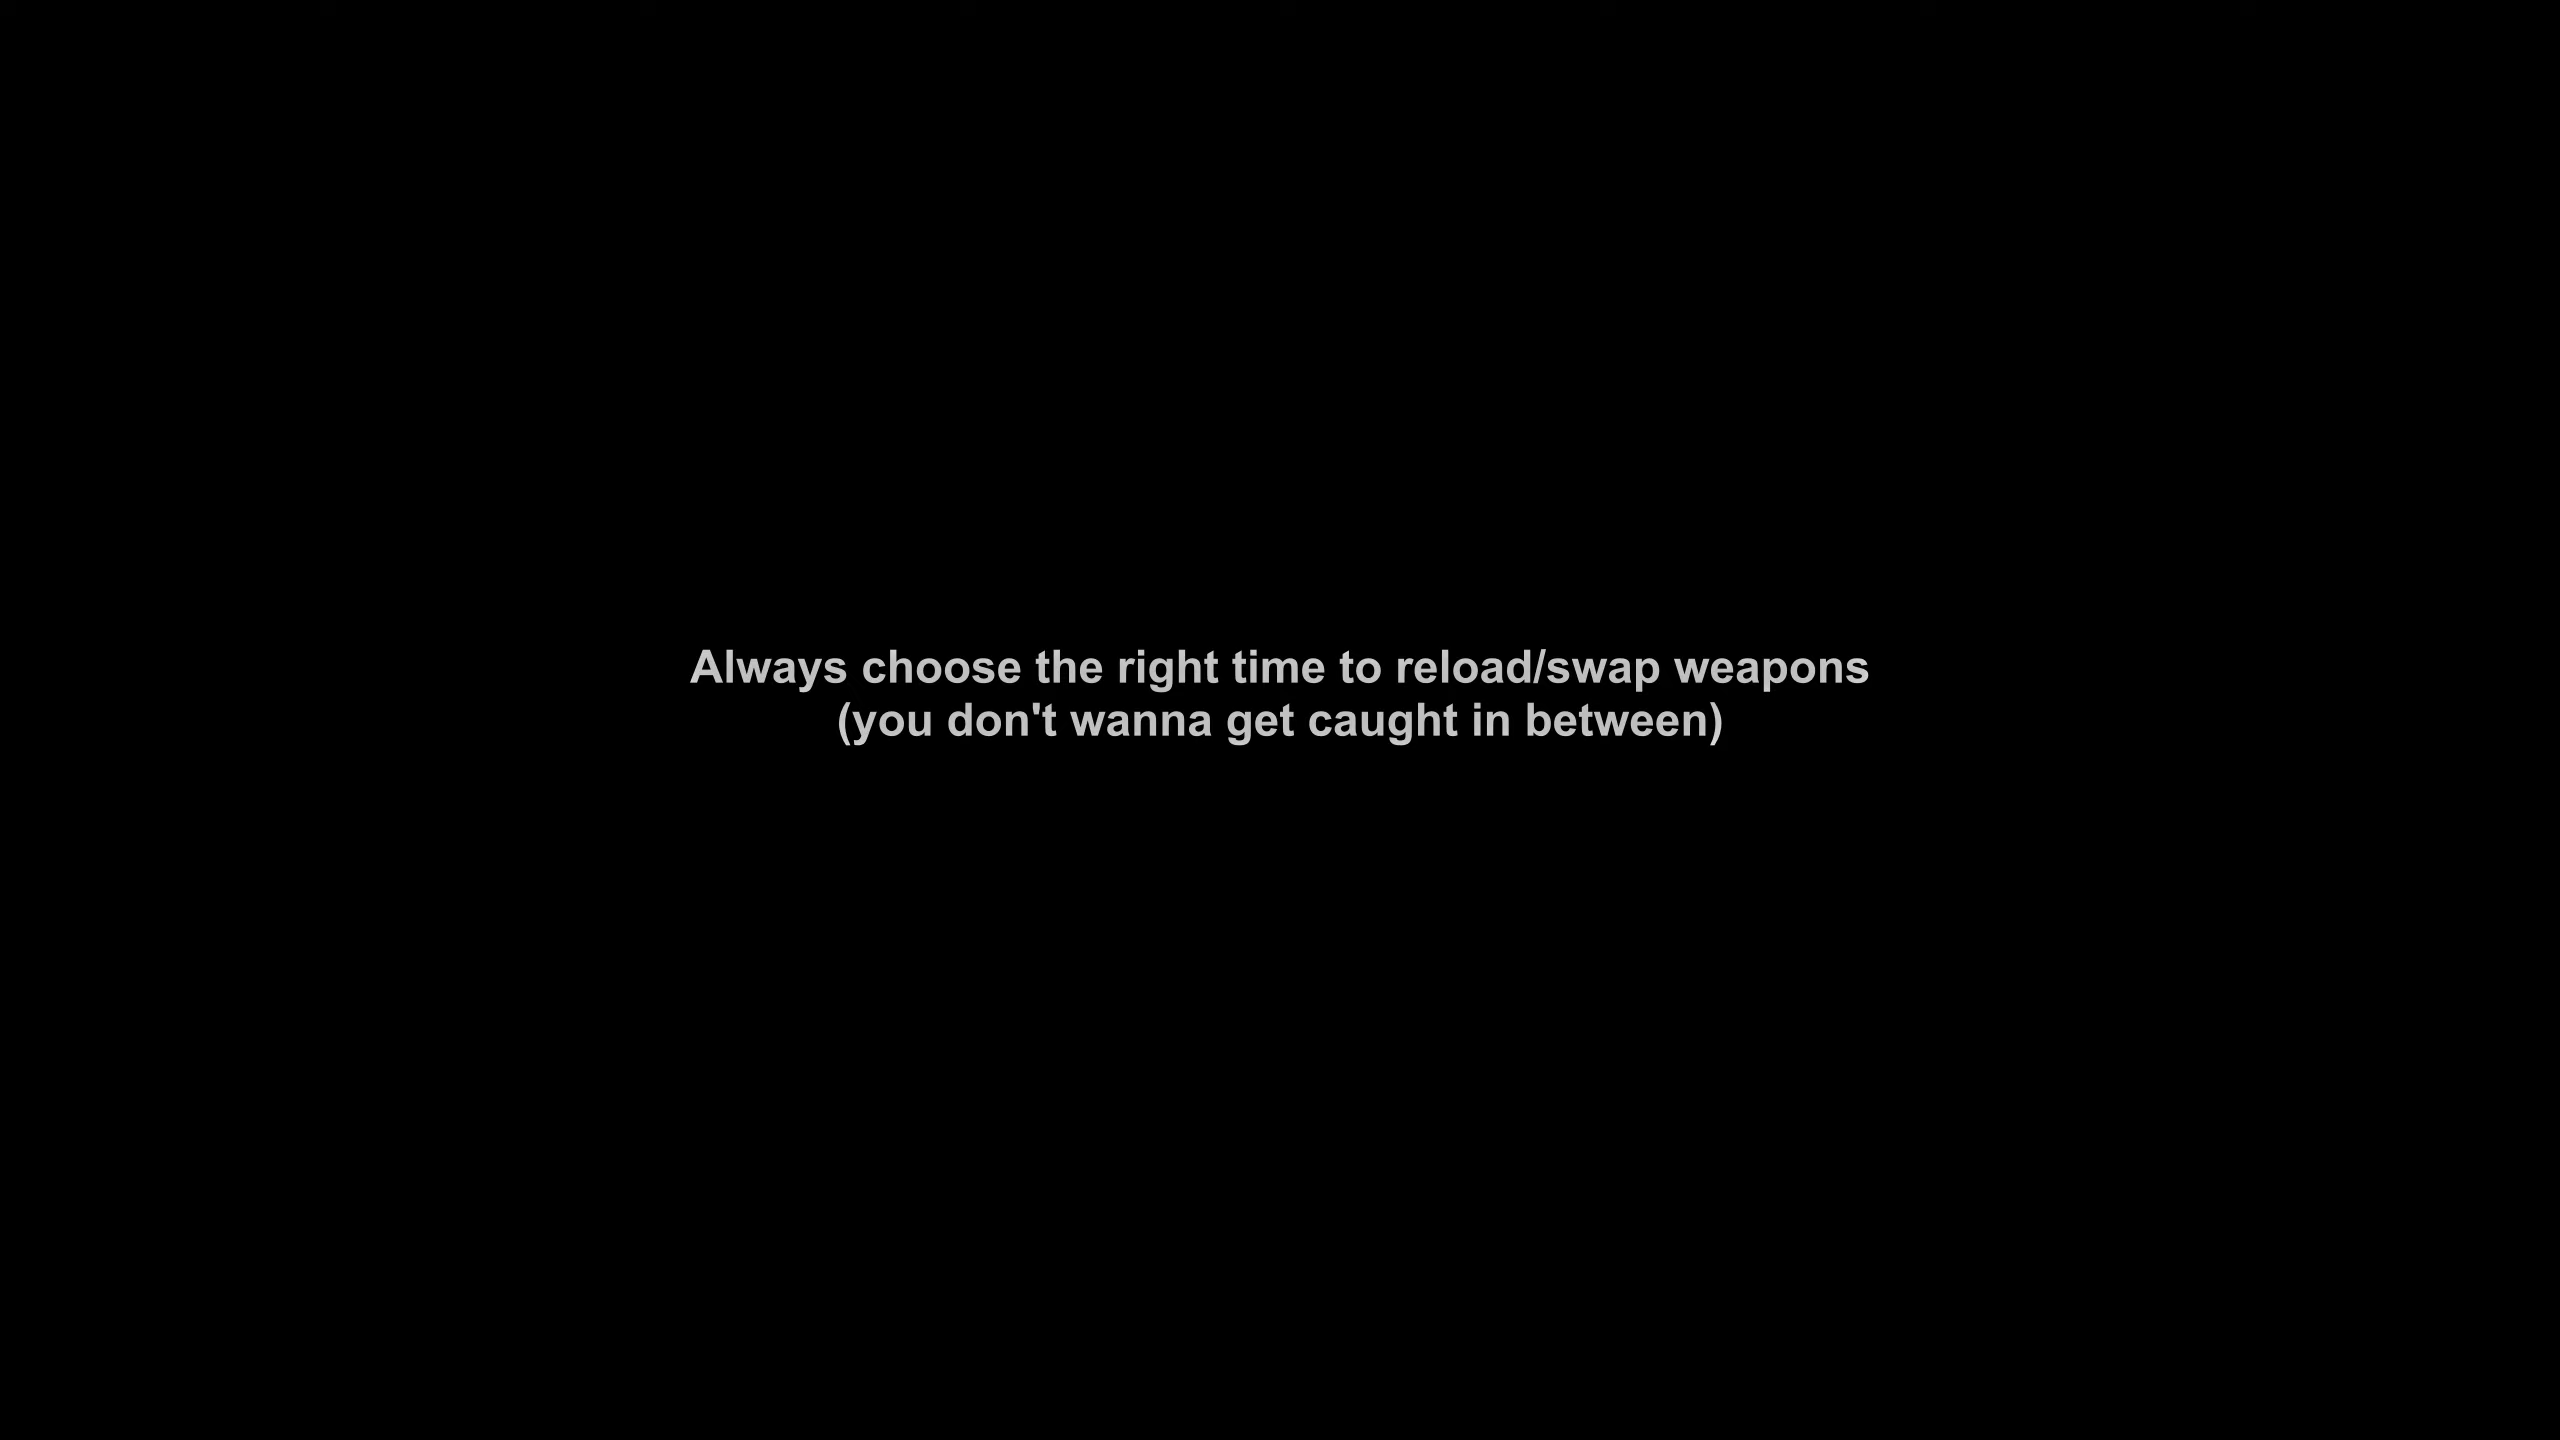 Always choose the right time to reload/swap weapons
(you don't wanna get caught in between)